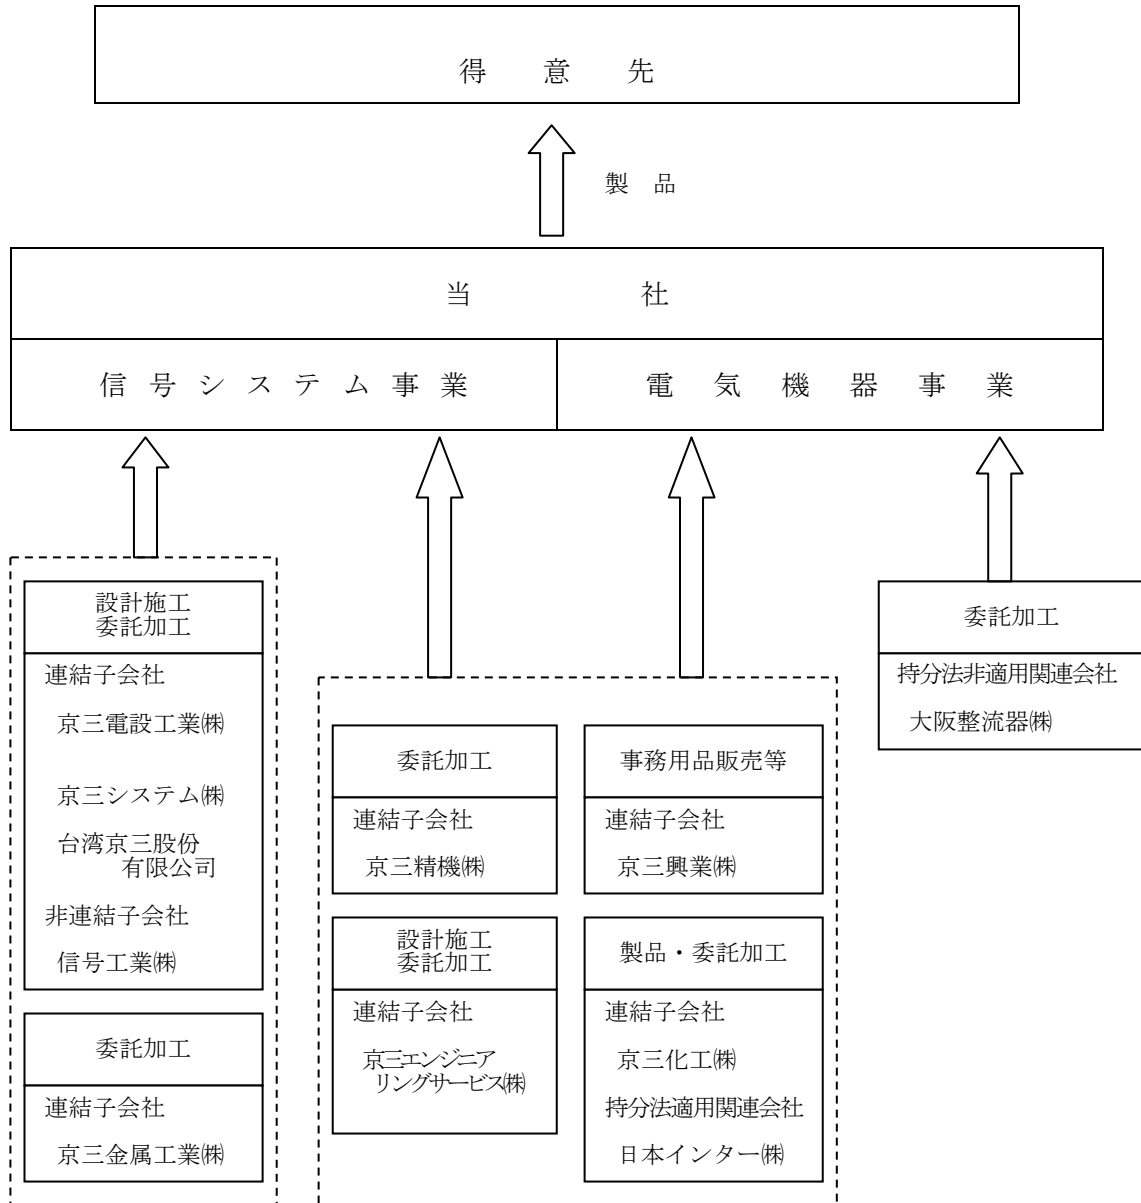 得 意 先
製 品
当 社
信 号 シ ス テ ム 事 業
電 気 機 器 事 業
設計施工
委託加工
連結子会社
京三電設工業㈱
京三システム㈱
台湾京三股份
有限公司
非連結子会社
信号工業㈱
委託加工
連結子会社
京三金属工業㈱
委託加工
連結子会社
京三精機㈱
設計施工
委託加工
連結子会社
京三エンジニア
リングサービス㈱
事務用品販売等
連結子会社
京三興業㈱
製品・委託加工
連結子会社
京三化工㈱
持分法適用関連会社
日本インター㈱
委託加工
持分法非適用関連会社
大阪整流器㈱